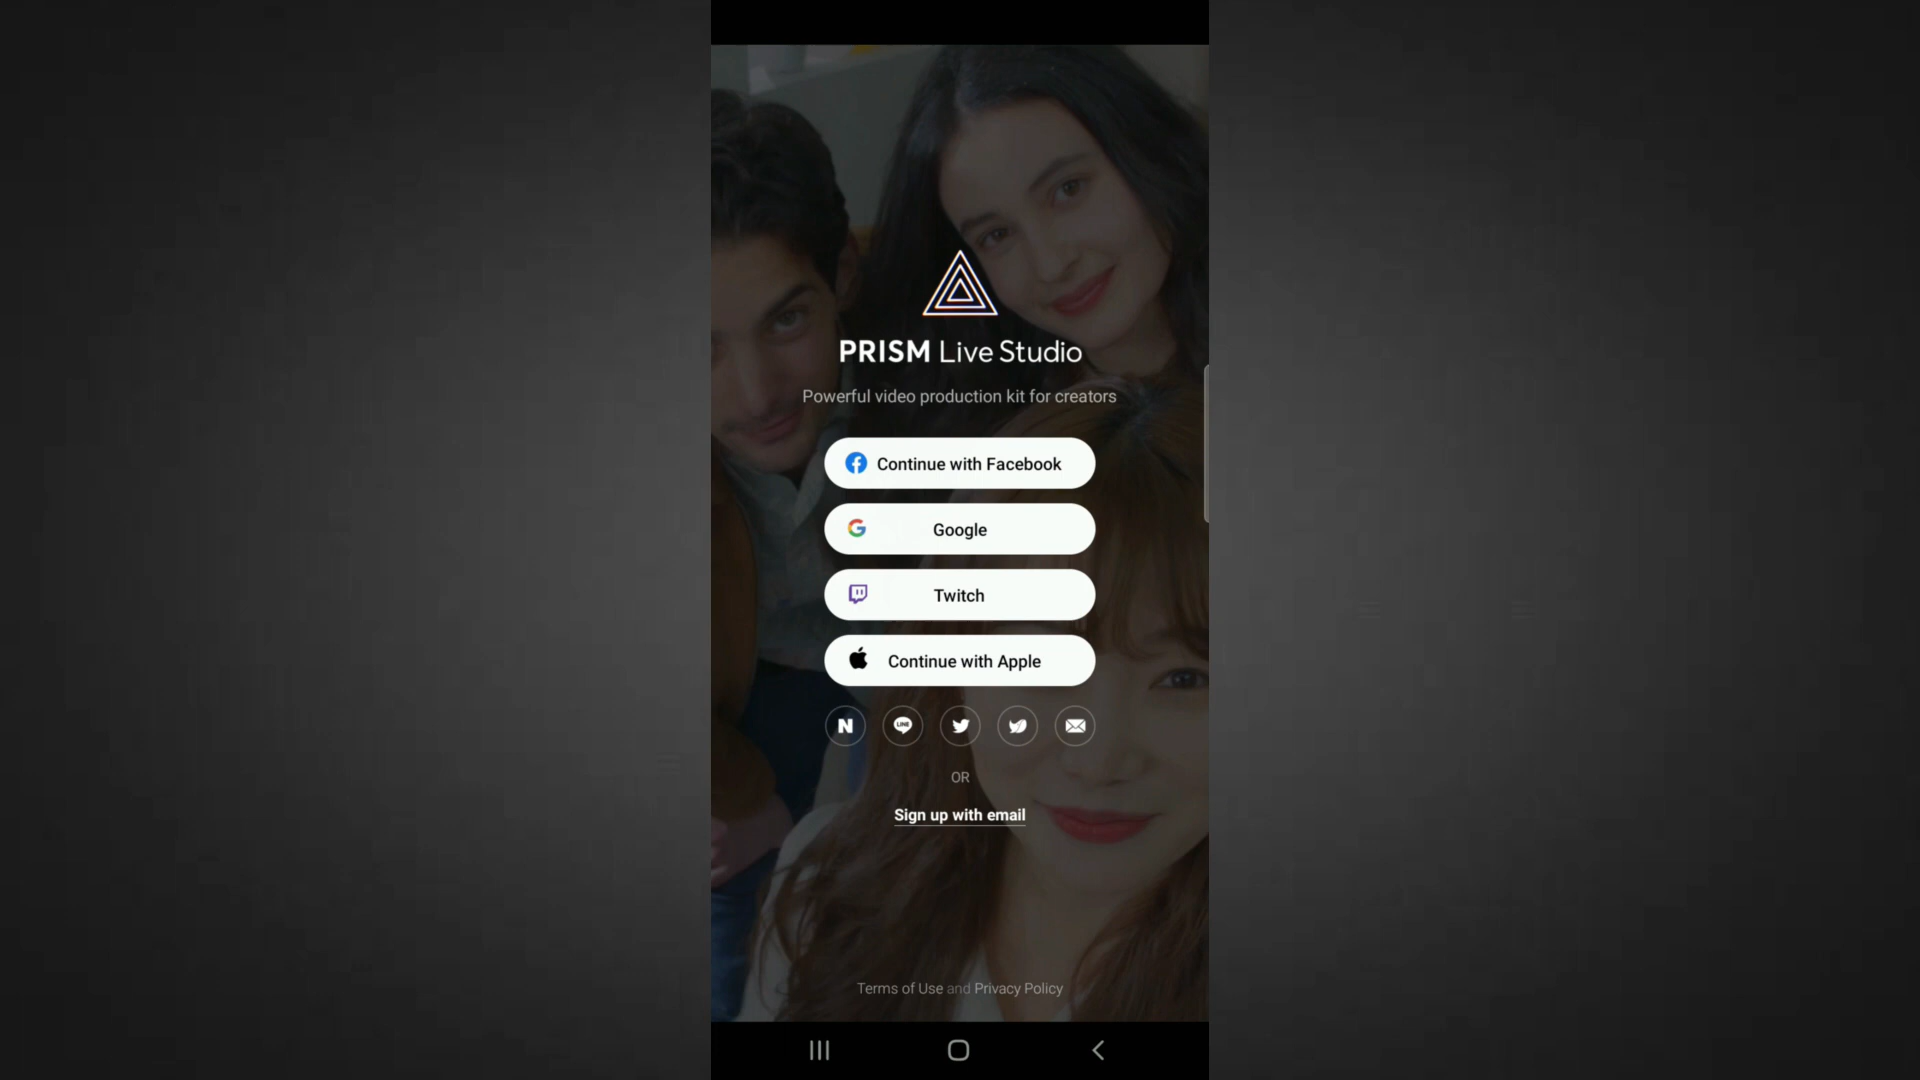 PRISM Live Studio
Powerful video production kit for creators
Continue with Facebook
Google
Twitch
Continue with Apple
N
LINE
OR
Sign up with email
Terms of Use and Privacy Policy